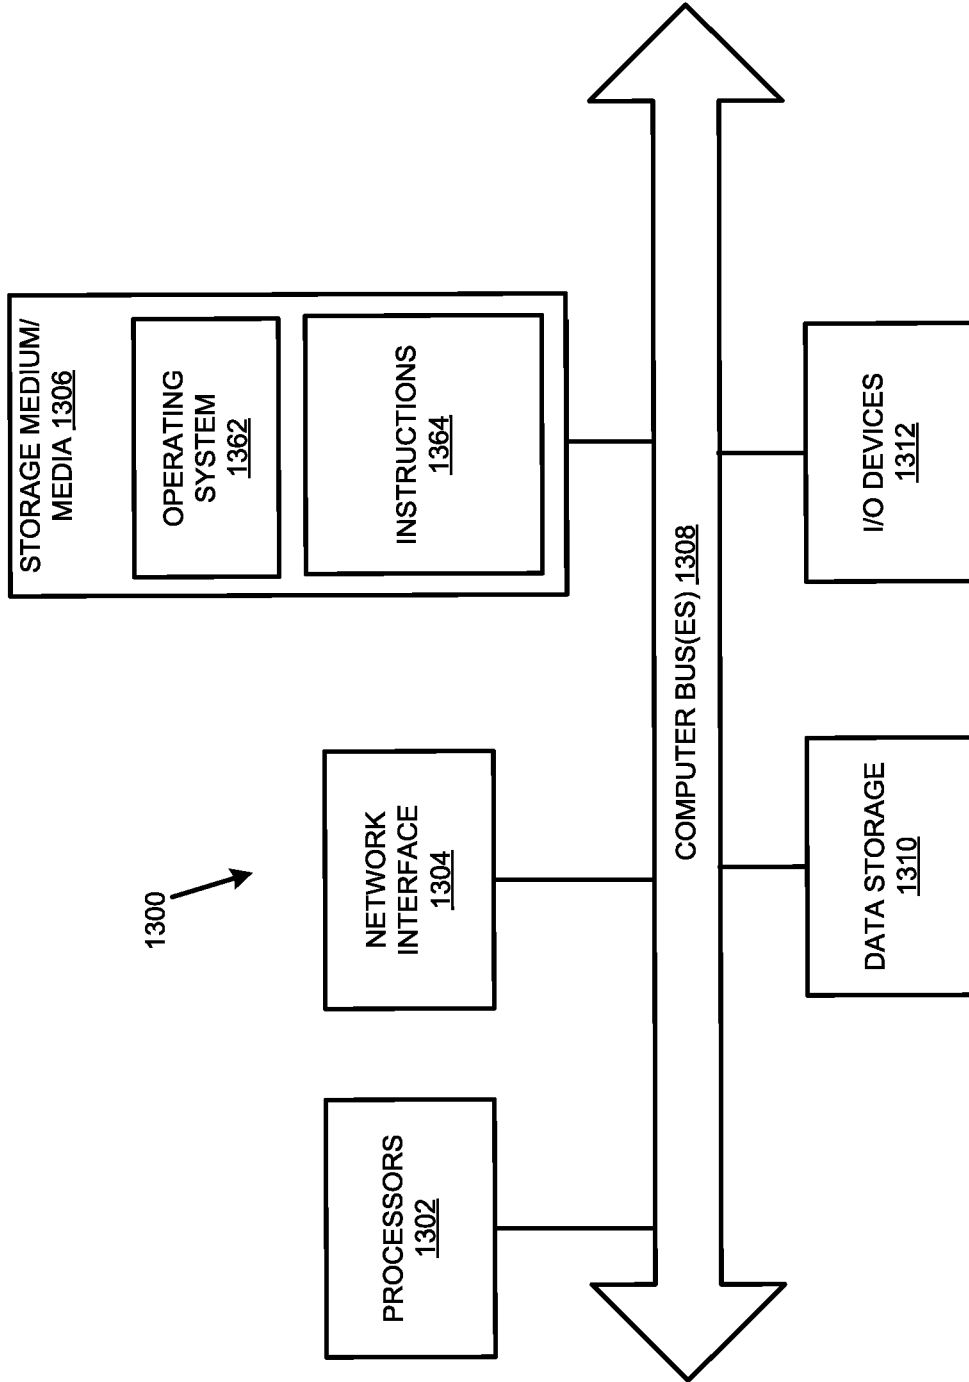 1300
PROCESSORS
1302
NETWORK
INTERFACE
1304
STORAGE MEDIUM/
MEDIA 1306
OPERATING
SYSTEM
1362
INSTRUCTIONS
1364
COMPUTER BUS(ES) 1308
DATA STORAGE
1310
I/O DEVICES
1312